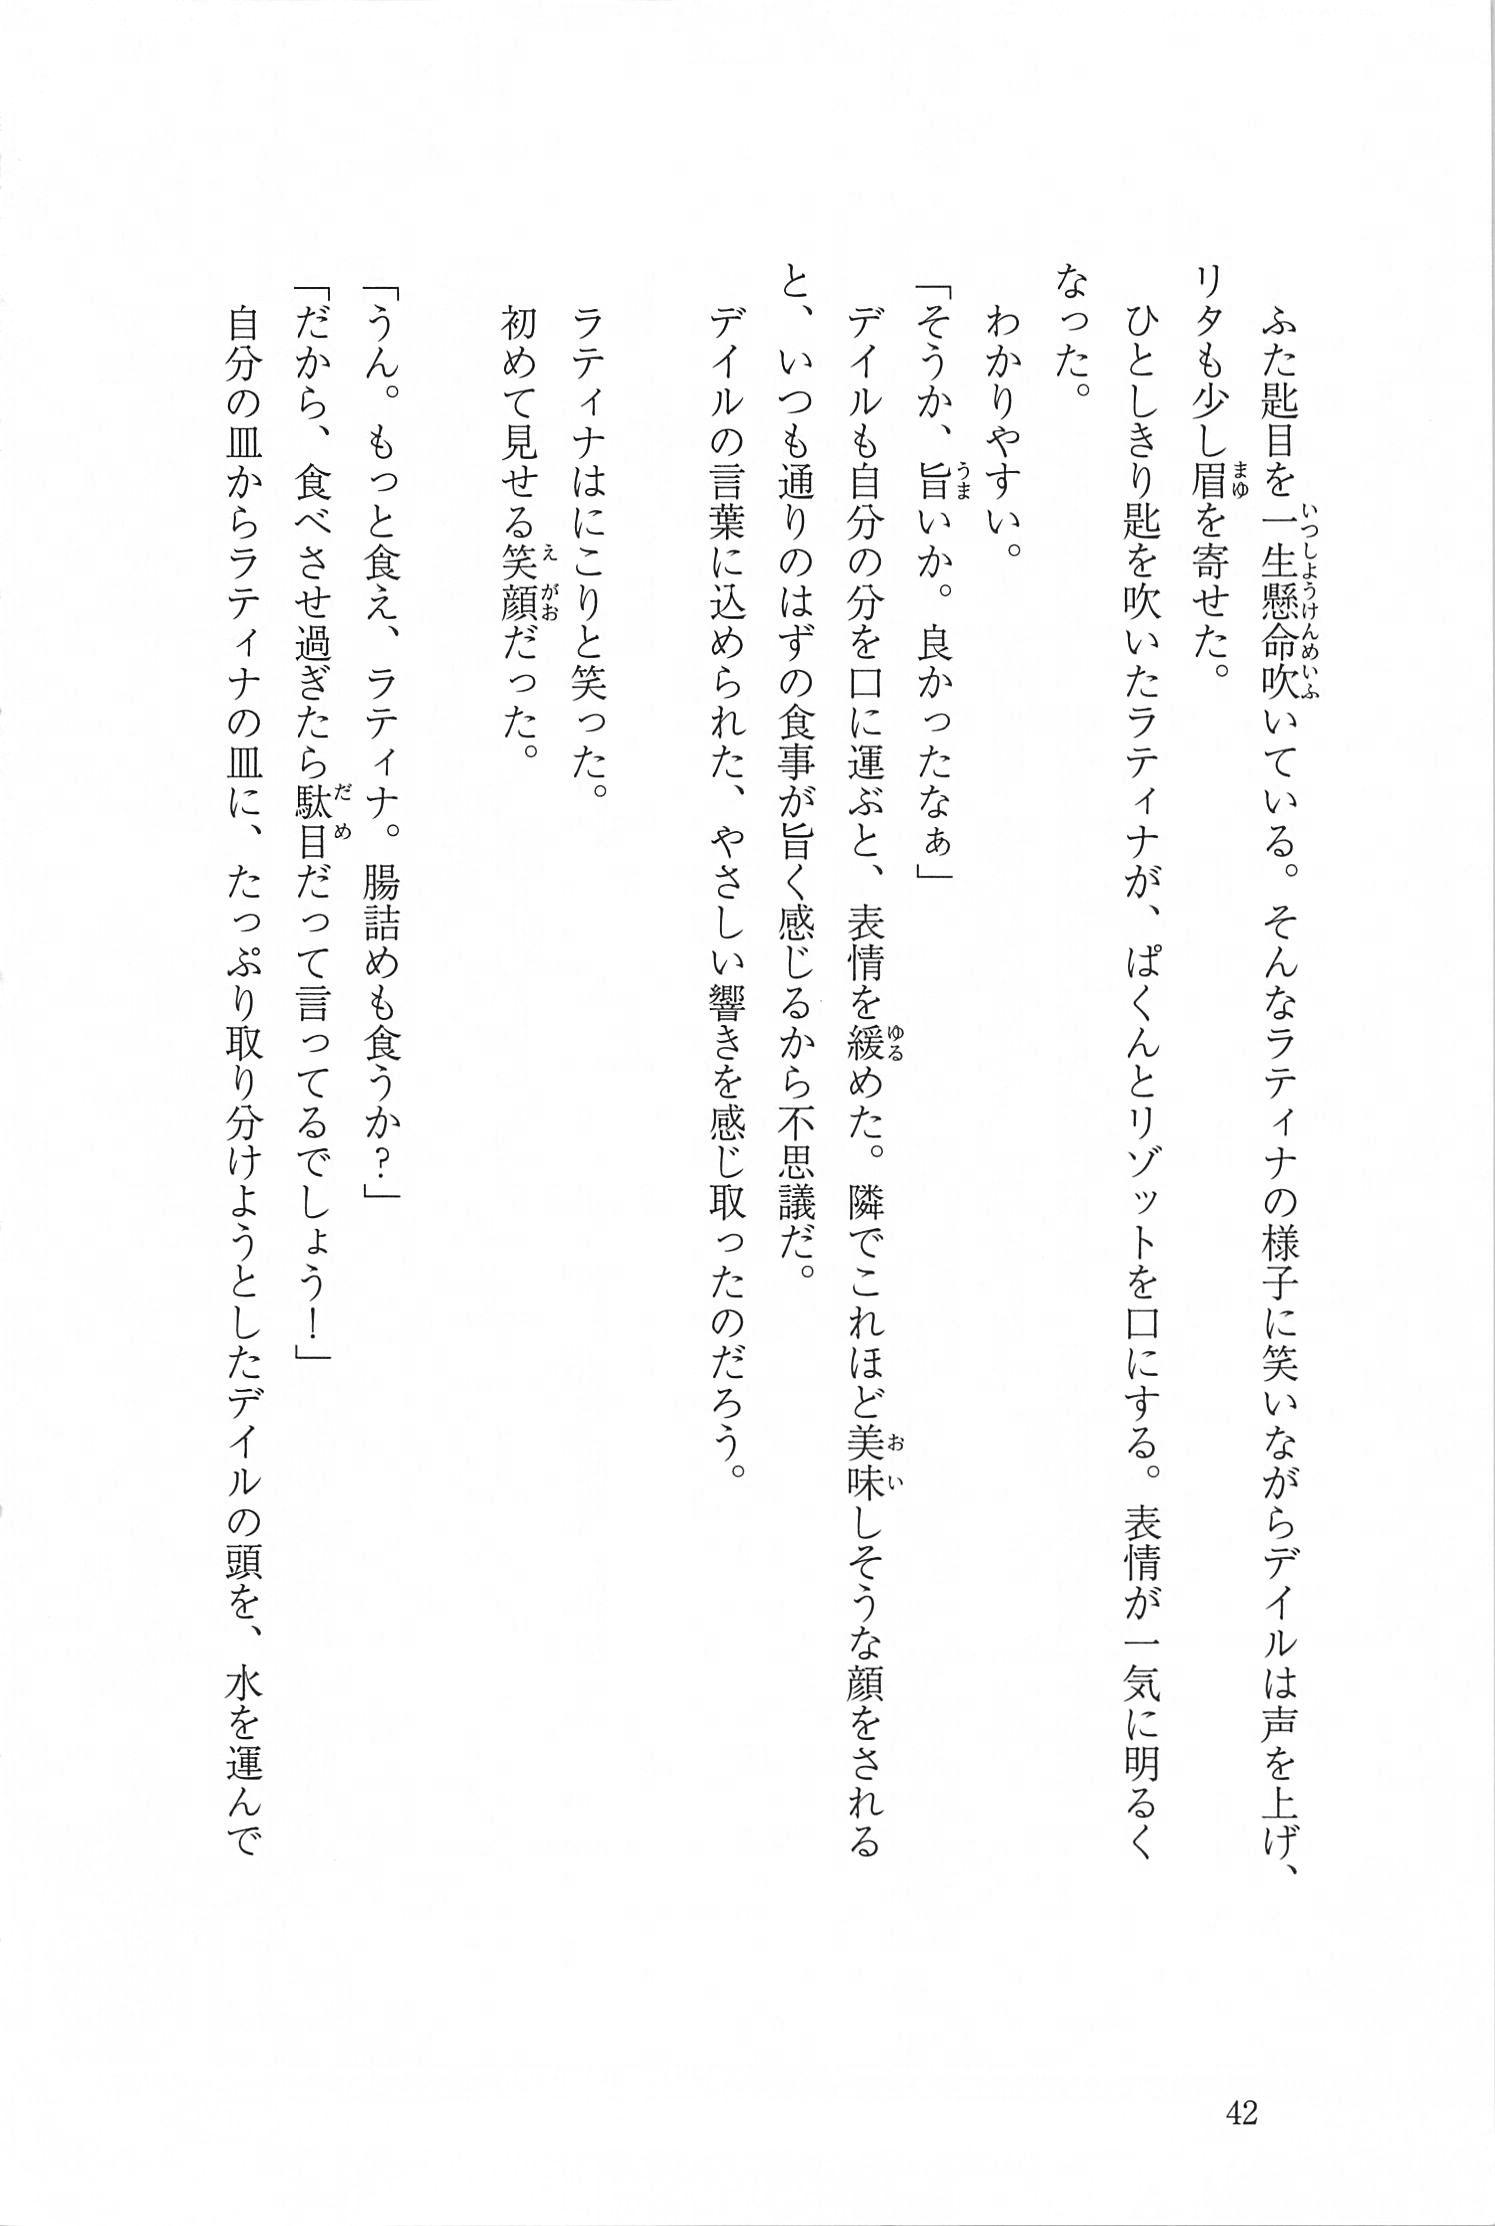 ふた匙目を一生懸命吹いている。そんなラティナの様子に笑いながらデイルは声を上げ、
リタも少し眉を寄せた。
ひとしきり匙を吹いたラティナが、ぱくんとリゾットを口にする。表情が一気に明るく
なった。
わかりやすい。
「そうか、旨いか。良かったなぁ」
デイルも自分の分を口に運ぶと、表情を緩めた。隣でこれほど美味しそうな顔をされる
と、いつも通りのはずの食事が旨く感じるから不思議だ。
デイルの言葉に込められた、やさしい響きを感じ取ったのだろう。
ラティナはにこりと笑った。
初めて見せる笑顔だった。
「うん。もっと食え、ラティナ。腸詰めも食うか?」
「だから、食べさせ過ぎたら駄目だって言ってるでしょう!」
自分の皿からラティナの皿に、たっぷり取り分けようとしたデイルの頭を、水を運んで
42